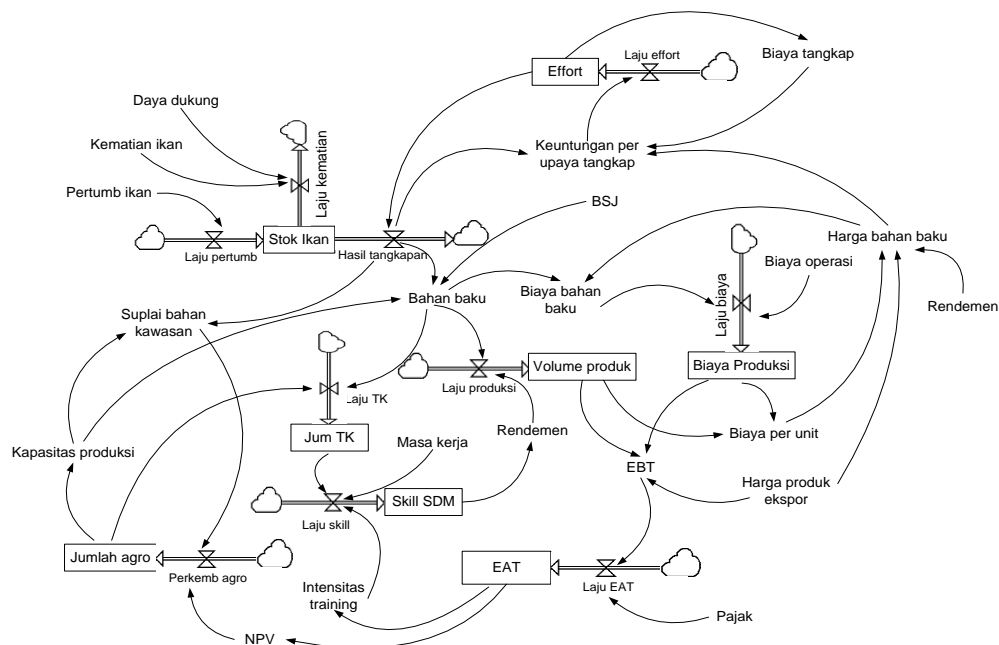 Laju effort
Biaya tangkap
Effort
Daya dukung
Kematian ikan
Keuntungan per
upaya tangkap
Laju kematian
Pertumb ikan
BSJ
Stok Ikan
Laju pertumb
Hasil tangkapan
Harga bahan baku
Biaya operasi
Bahan baku
Biaya bahan
baku
Laju biaya
Rendemen
Suplai bahan
kawasan
Volume produk
Biaya Produksi
Laju produksi
Laju TK
Jum TK
Masa kerja
Rendemen
Biaya per unit
Kapasitas produksi
EBT
Harga produk
ekspor
Skill SDM
Laju skill
Jumlah agro
Perkemb agro
EAT
Laju EAT
Intensitas
training
Pajak
NPV